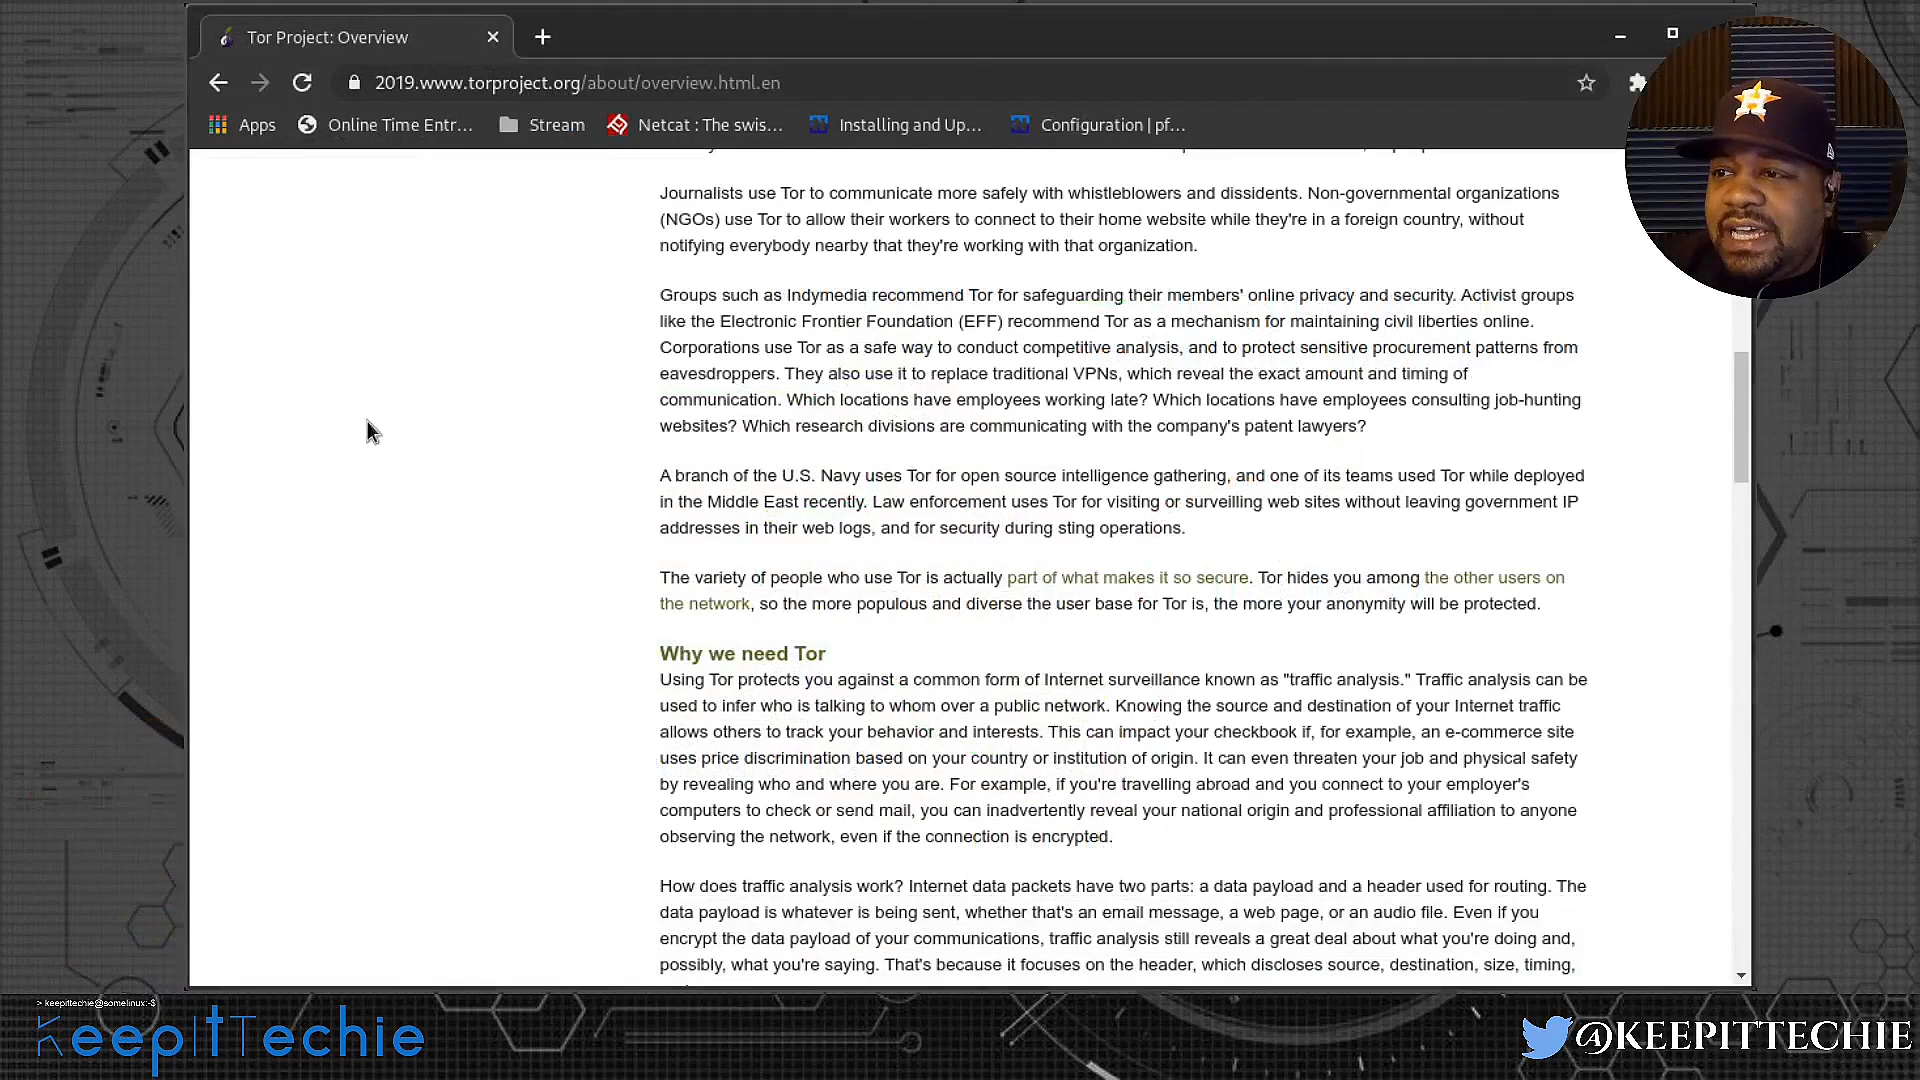 Tor Project: Overview
2019.www.torproject.org/about/overview.html.en
Apps
Online Time Entr...
Stream
Netcat : The swis...
Installing and Up...
Configuration | pf...
Journalists use Tor to communicate more safely with whistleblowers and dissidents. Non-governmental organizations
(NGOs) use Tor to allow their workers to connect to their home website while they're in a foreign country, without
notifying everybody nearby that they're working with that organization.
Groups such as Indymedia recommend Tor for safeguarding their members' online privacy and security. Activist groups
like the Electronic Frontier Foundation (EFF) recommend Tor as a mechanism for maintaining civil liberties online.
Corporations use Tor as a safe way to conduct competitive analysis, and to protect sensitive procurement patterns from
eavesdroppers. They also use it to replace traditional VPNs, which reveal the exact amount and timing of
communication. Which locations have employees working late? Which locations have employees consulting job-hunting
websites? Which research divisions are communicating with the company's patent lawyers?
A branch of the U.S. Navy uses Tor for open source intelligence gathering, and one of its teams used Tor while deployed
in the Middle East recently. Law enforcement uses Tor for visiting or surveilling web sites without leaving government IP
addresses in their web logs, and for security during sting operations.
The variety of people who use Tor is actually part of what makes it so secure. Tor hides you among the other users on
the network, so the more populous and diverse the user base for Tor is, the more your anonymity will be protected.
Why we need Tor
Using Tor protects you against a common form of Internet surveillance known as "traffic analysis." Traffic analysis can be
used to infer who is talking to whom over a public network. Knowing the source and destination of your Internet traffic
allows others to track your behavior and interests. This can impact your checkbook if, for example, an e-commerce site
uses price discrimination based on your country or institution of origin. It can even threaten your job and physical safety
by revealing who and where you are. For example, if you're travelling abroad and you connect to your employer's
computers to check or send mail, you can inadvertently reveal your national origin and professional affiliation to anyone
observing the network, even if the connection is encrypted.
How does traffic analysis work? Internet data packets have two parts: a data payload and a header used for routing. The
data payload is whatever is being sent, whether that's an email message, a web page, or an audio file. Even if you
encrypt the data payload of your communications, traffic analysis still reveals a great deal about what you're doing and,
possibly, what you're saying. That's because it focuses on the header, which discloses source, destination, size, timing,
> keepittechie@somelinux:~$
KeepItTechie
@KEEPITTECHIE